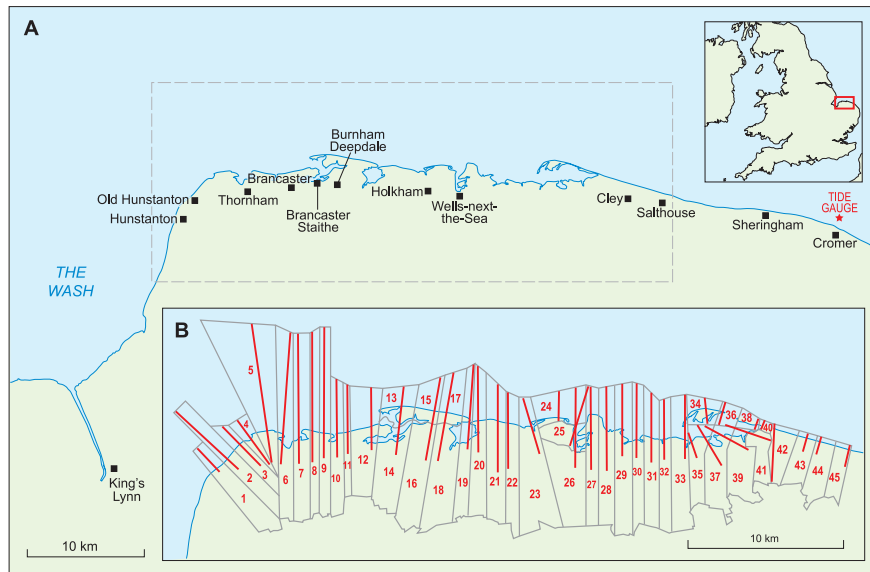 A
Burnham
Deepdale
Brancaster
Old Hunstanton
Thornham
Hunstanton
Brancaster
Staithe
Holkham
Wells-next-
the-Sea
Cley
Salthouse
TIDE
GAUGE
Sheringham
Cromer
THE
WASH
King's
Lynn
10 km
B
1
2
3
4
5
6
7
8
9
10
11
12
13
14
15
16
17
18
19
20
21
22
23
24
25
26
27
28
29
30
31
32
33
34
35
36
37
38
39
40
41
42
43
44
45
10 km